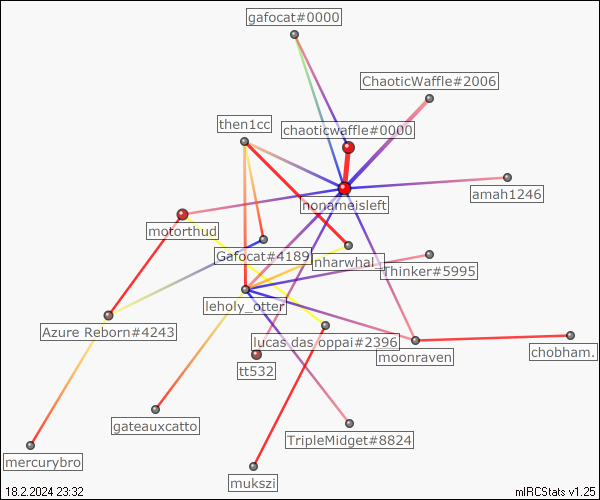 gafocat#0000
ChaoticWaffle#2006
then1cc
chaoticwaffle#0000
amah1246
nonameisleft
motorthud
Gafocat#4189
nharwhal_
Thinker#5995
leholy_otter
Azure Reborn#4243
lucas das oppai#2396
moonraven
chobham.
tt532
gateauxcatto
TripleMidget#8824
mercurybro
mukszi
18.2.2024 23:32
mIRCStats v1.25